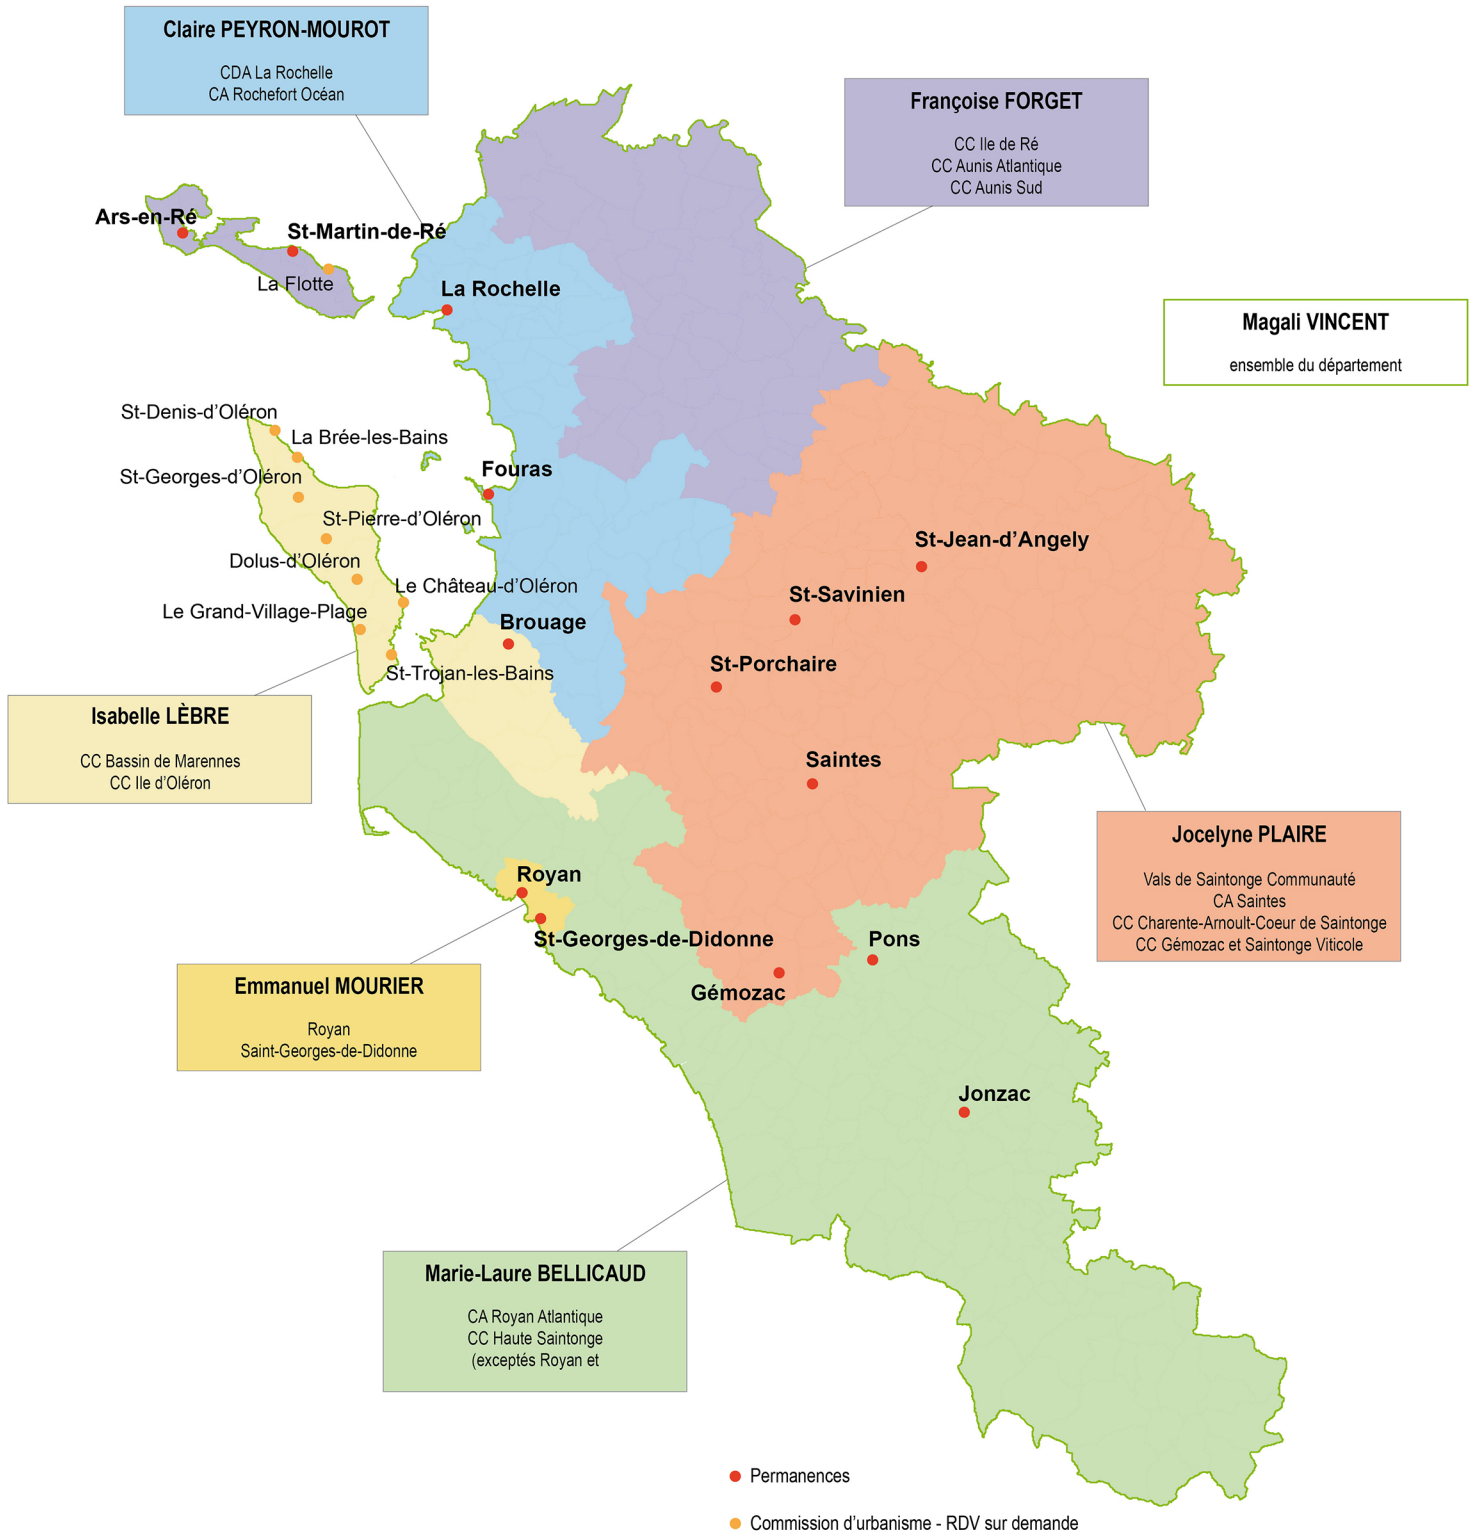 Claire PEYRON-MOUROT
CDA La Rochelle
CA Rochefort Océan
Françoise FORGET
CC Ile de Ré
CC Aunis Atlantique
CC Aunis Sud
Ars-en-Ré
St-Martin-de-Ré
La Flotte
La Rochelle
Magali VINCENT
ensemble du département
St-Denis-d’Oléron
La Brée-les-Bains
St-Georges-d’Oléron
Fouras
St-Pierre-d’Oléron
Dolus-d’Oléron
Le Château-d’Oléron
Le Grand-Village-Plage
Brouage
St-Trojan-les-Bains
St-Jean-d’Angely
St-Savinien
St-Porchaire
Saintes
Isabelle LÈBRE
CC Bassin de Marennes
CC Ile d’Oléron
Jocelyne PLAIRE
Vals de Saintonge Communauté
CA Saintes
CC Charente-Arnoult-Coeur de Saintonge
CC Gémozac et Saintonge Viticole
Royan
St-Georges-de-Didonne
Pons
Gémozac
Emmanuel MOURIER
Royan
Saint-Georges-de-Didonne
Jonzac
Marie-Laure BELLICAUD
CA Royan Atlantique
CC Haute Saintonge
(exceptés Royan et
Permanences
Commission d’urbanisme - RDV sur demande